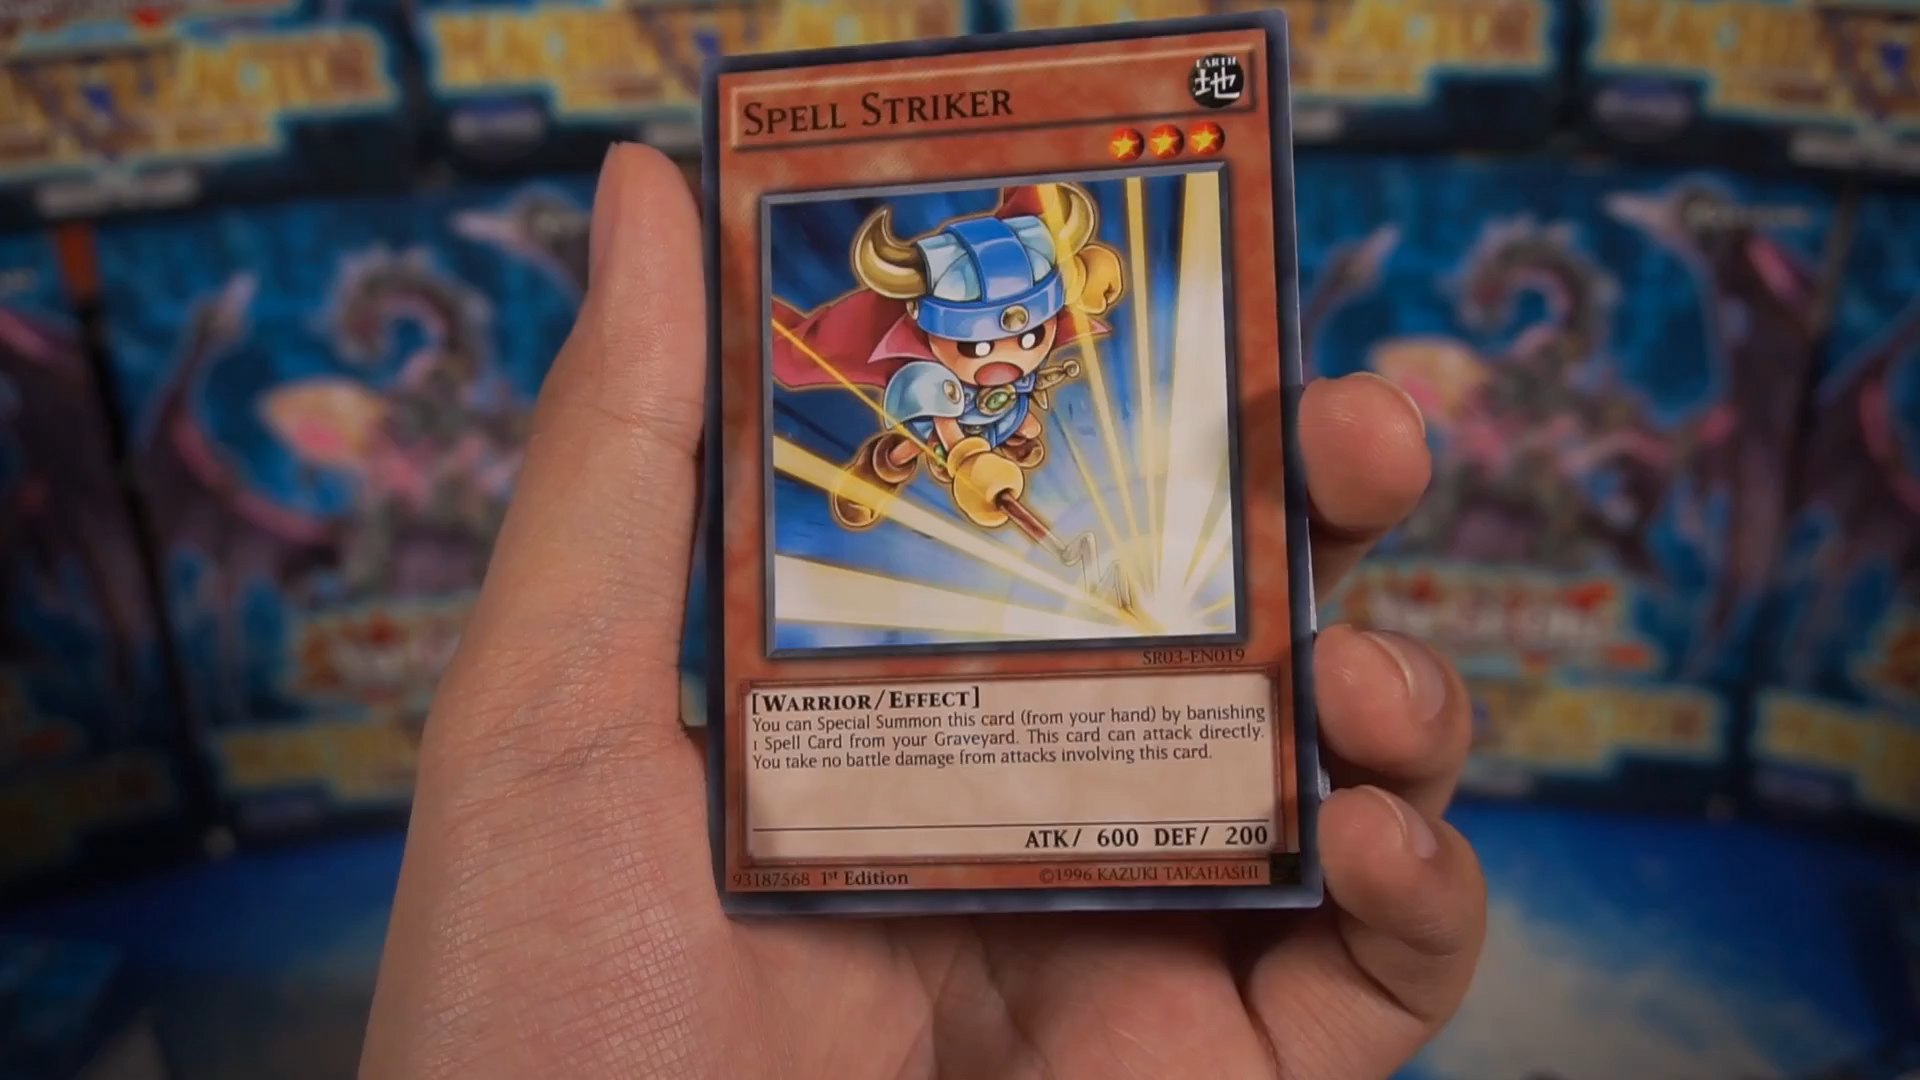 SPELL STRIKER
EARTH
地
SR03-EN019
[WARRIOR/EFFECT]
You can Special Summon this card (from your hand) by banishing
1 Spell Card from your Graveyard. This card can attack directly.
You take no battle damage from attacks involving this card.
ATK/ 600 DEF/ 200
93187568 1st Edition
©1996 KAZUKI TAKAHASHI